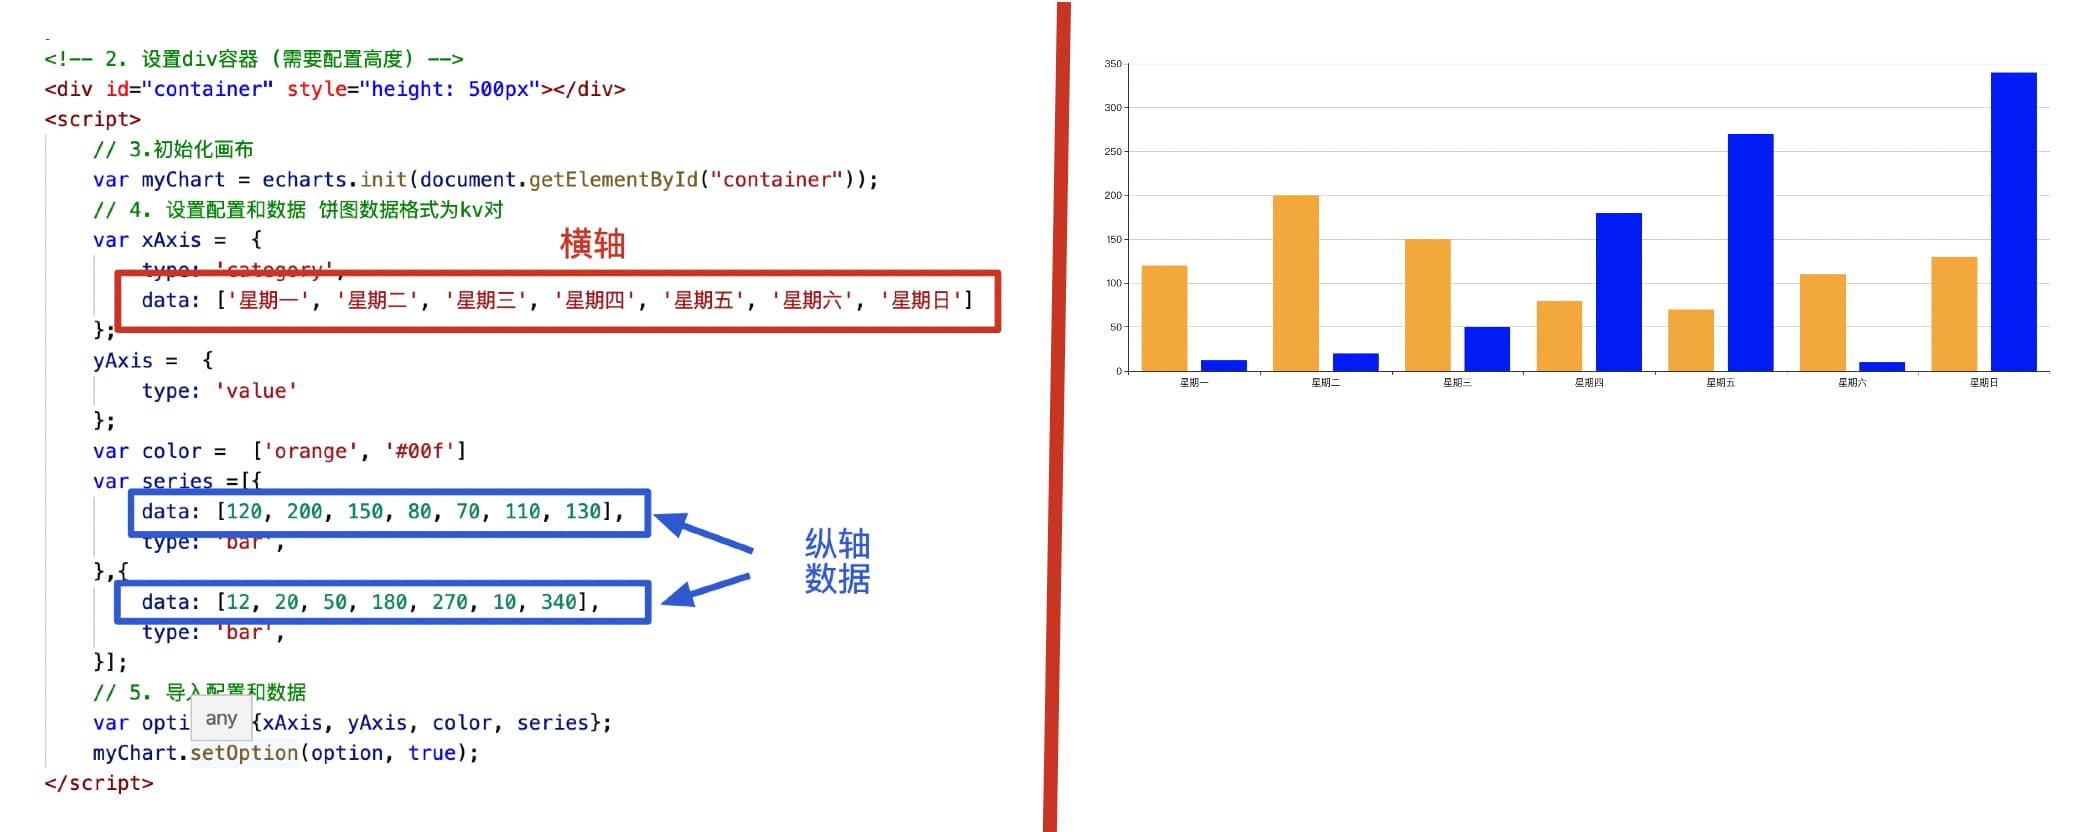 <!-- 2. 设置div容器 (需要配置高度) -->
<div id="container" style="height: 500px"></div>
<script>
// 3.初始化画布
var myChart = echarts.init(document.getElementById("container"));
// 4. 设置配置和数据 饼图数据格式为kv对
var xAxis = {
横轴
type: 'category',
data: ['星期一', '星期二', '星期三', '星期四', '星期五', '星期六', '星期日']
};
yAxis = {
type: 'value'
};
var color = ['orange', '#00f']
var series =[{
data: [120, 200, 150, 80, 70, 110, 130],
type: 'bar',
},{
data: [12, 20, 50, 180, 270, 10, 340],
type: 'bar',
}];
纵轴
数据
// 5. 导入配置和数据
var opti any {xAxis, yAxis, color, series};
myChart.setOption(option, true);
</script>
350
300
250
200
150
100
50
0
星期一 星期二 星期三 星期四 星期五 星期六 星期日